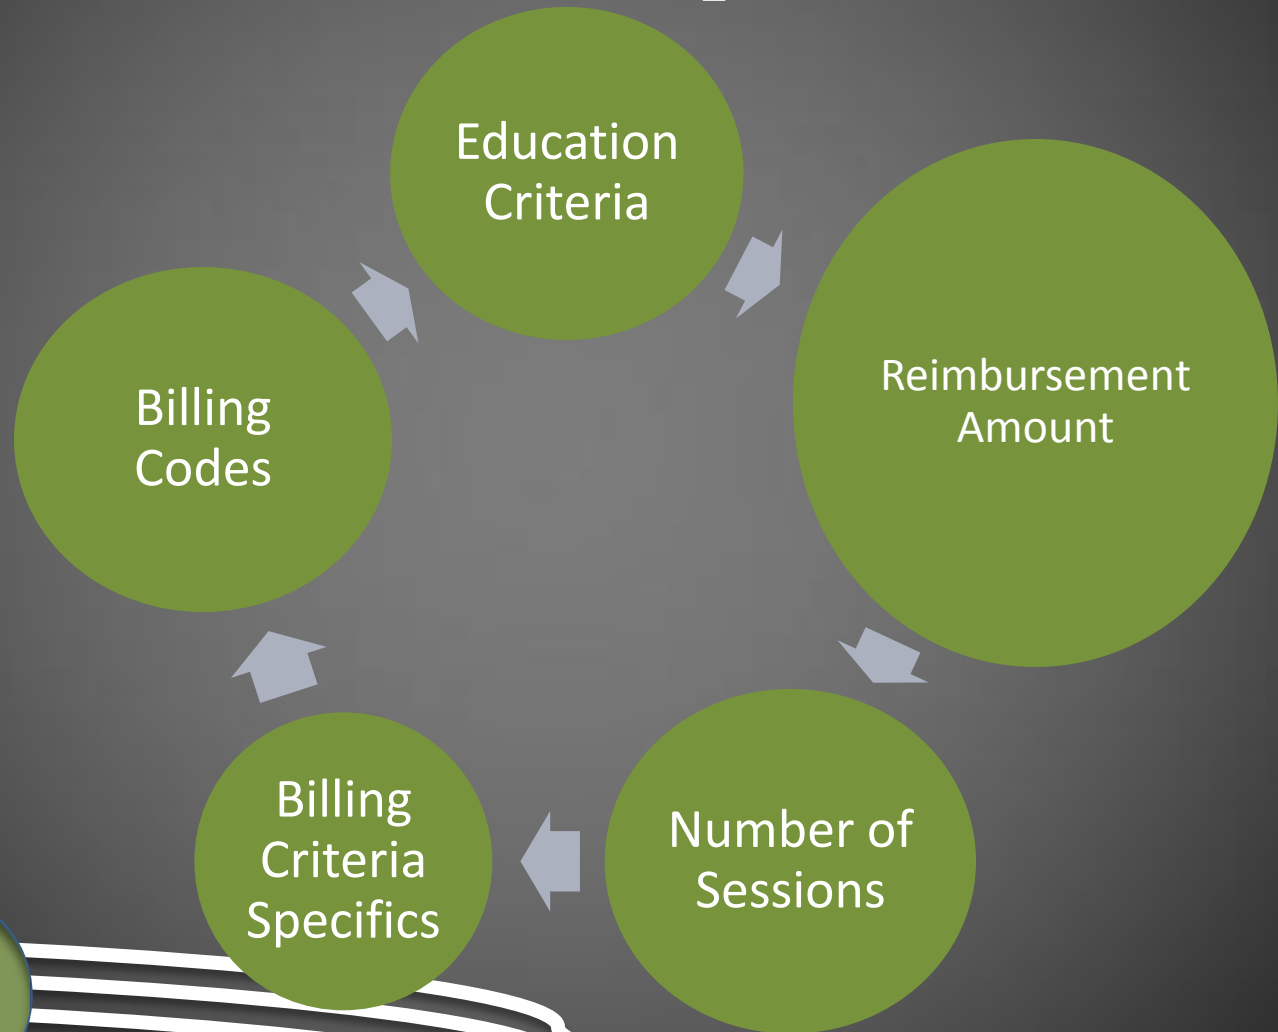 Education
Criteria
Reimbursement
Amount
Number of
Sessions
Billing
Criteria
Specifics
Billing
Codes